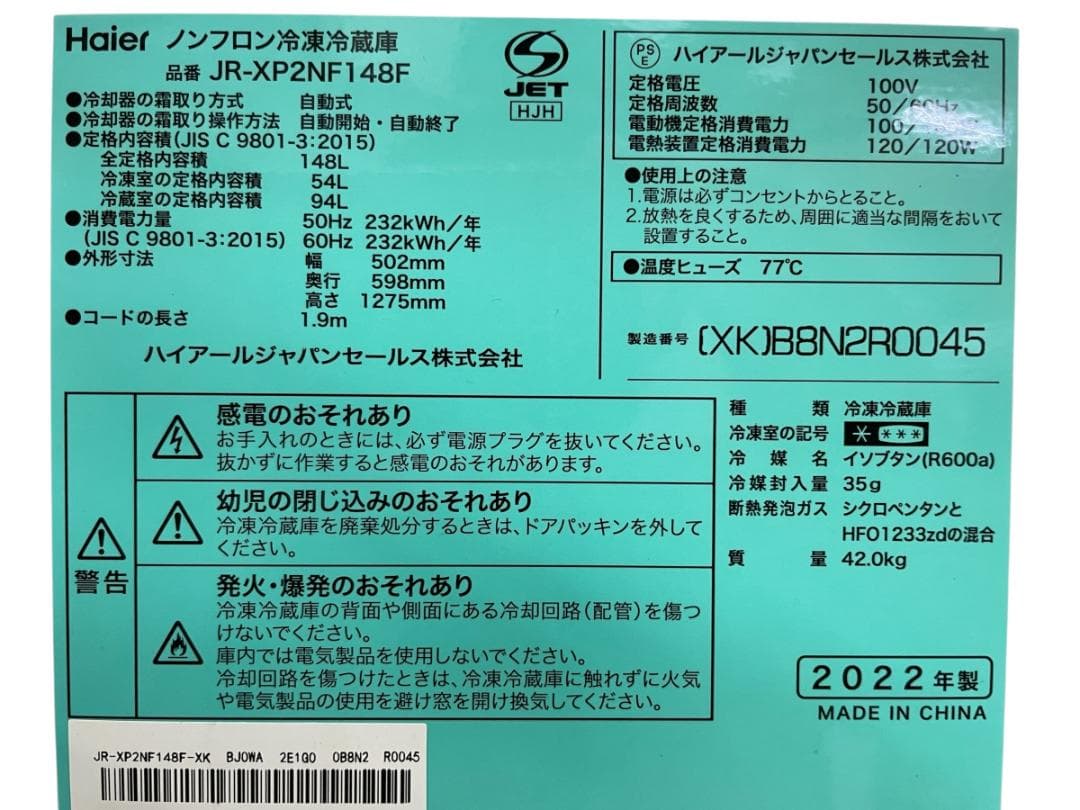 Haier ノンフロン冷凍冷蔵庫
品番 JR-XP2NF148F
●冷却器の霜取り方式 自動式
●冷却器の霜取り操作方法 自動開始・自動終了
●定格内容積(JIS C 9801-3:2015)
全定格内容積 148L
冷凍室の定格内容積 54L
冷蔵室の定格内容積 94L
●消費電力量 50Hz 232kWh/年
(JIS C 9801-3:2015) 60Hz 232kWh/年
●外形寸法 幅 502mm
奥行 598mm
高さ 1275mm
●コードの長さ 1.9m
ハイアールジャパンセールス株式会社
S
JET
HJH
PS
E ハイアールジャパンセールス株式会社
定格電圧 100V
定格周波数 50/60Hz
電動機定格消費電力 100/
電熱装置定格消費電力 120/120W
●使用上の注意
1.電源は必ずコンセントからとること。
2.放熱を良くするため、周囲に適当な間隔をおいて
設置すること。
●温度ヒューズ 77℃
製造番号 (XK)B8N2R0045
警告
感電のおそれあり
お手入れのときには、必ず電源プラグを抜いてください。
抜かずに作業すると感電のおそれがあります。
幼児の閉じ込みのおそれあり
冷凍冷蔵庫を廃棄処分するときは、ドアパッキンを外して
ください。
発火・爆発のおそれあり
冷凍冷蔵庫の背面や側面にある冷却回路(配管)を傷つ
けないでください。
庫内では電気製品を使用しないでください。
冷却回路を傷つけたときは、冷凍冷蔵庫に触れずに火気
や電気製品の使用を避け窓を開け換気してください。
種類 冷凍冷蔵庫
冷凍室の記号 * ***
冷媒名 イソブタン(R600a)
冷媒封入量 35g
断熱発泡ガス シクロペンタンと
HFO1233zdの混合
質量 42.0kg
2022年製
MADE IN CHINA
JR-XP2NF148F-XK BJ0WA 2E1G0 0B8N2 R0045